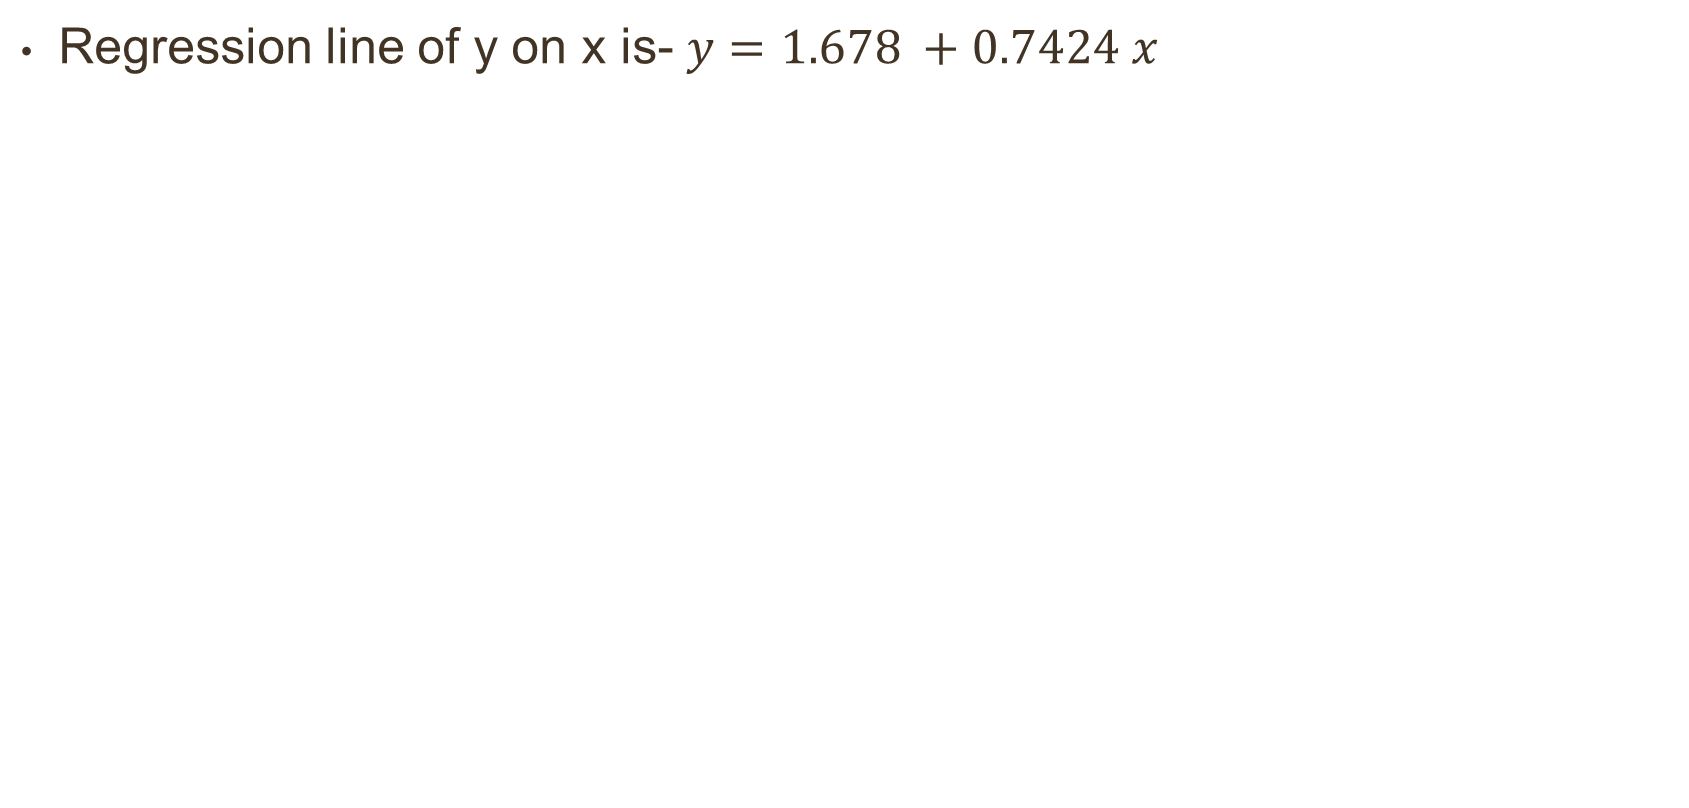 • Regression line of y on x is- 𝑦 = 1.678 + 0.7424 𝑥